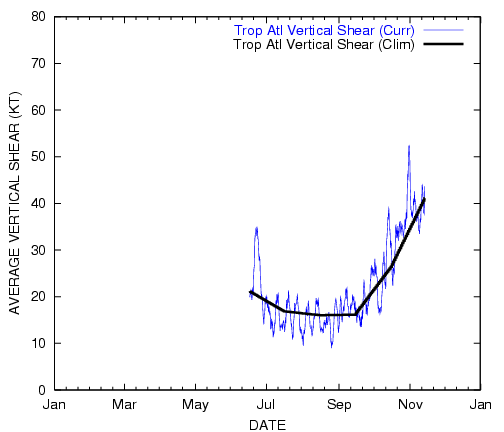 Trop Atl Vertical Shear (Curr)
Trop Atl Vertical Shear (Clim)
80
70
60
50
40
30
20
10
0
AVERAGE VERTICAL SHEAR (KT)
Jan Mar May Jul Sep Nov Jan
DATE